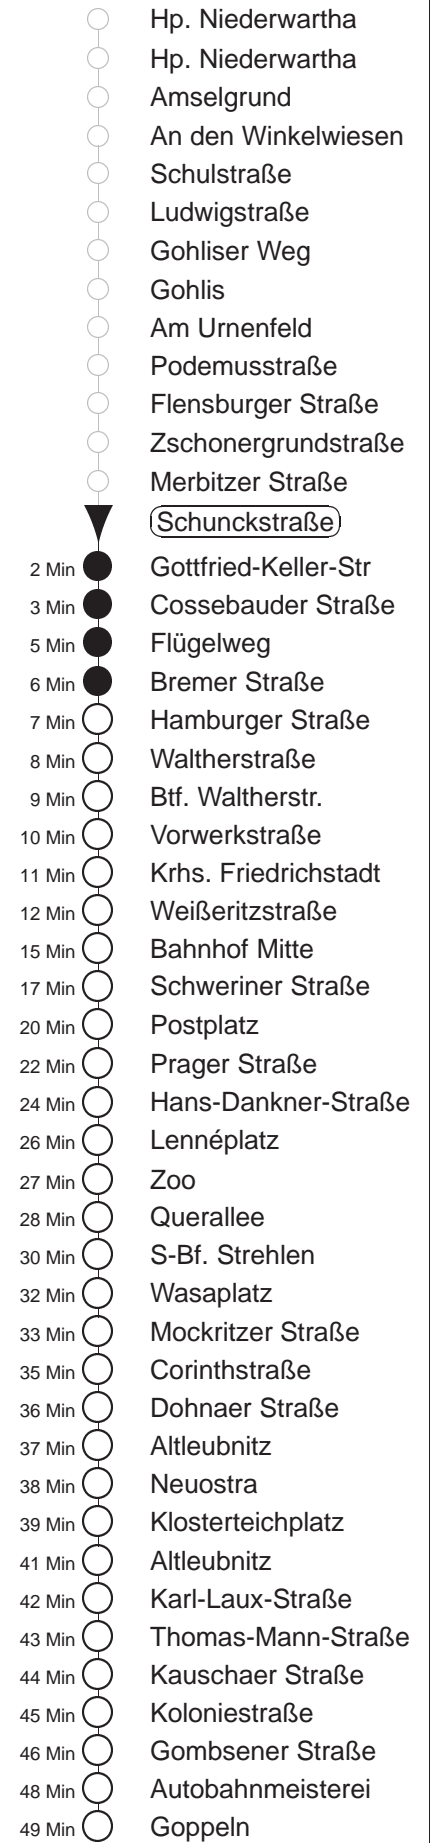 Hp. Niederwartha
Hp. Niederwartha
Amselgrund
An den Winkelwiesen
Schulstraße
Ludwigstraße
Gohliser Weg
Gohlis
Am Urnenfeld
Podemusstraße
Flensburger Straße
Zschonergrundstraße
Merbitzer Straße
Schunckstraße
2 Min Gottfried-Keller-Str
3 Min Cossebauder Straße
5 Min Flügelweg
6 Min Bremer Straße
7 Min Hamburger Straße
8 Min Waltherstraße
9 Min Btf. Waltherstr.
10 Min Vorwerkstraße
11 Min Krhs. Friedrichstadt
12 Min Weißeritzstraße
15 Min Bahnhof Mitte
17 Min Schweriner Straße
20 Min Postplatz
22 Min Prager Straße
24 Min Hans-Dankner-Straße
26 Min Lennéplatz
27 Min Zoo
28 Min Querallee
30 Min S-Bf. Strehlen
32 Min Wasaplatz
33 Min Mockritzer Straße
35 Min Corinthstraße
36 Min Dohnaer Straße
37 Min Altleubnitz
38 Min Neuostra
39 Min Klosterteichplatz
41 Min Altleubnitz
42 Min Karl-Laux-Straße
43 Min Thomas-Mann-Straße
44 Min Kauschaer Straße
45 Min Koloniestraße
46 Min Gombsener Straße
48 Min Autobahnmeisterei
49 Min Goppeln